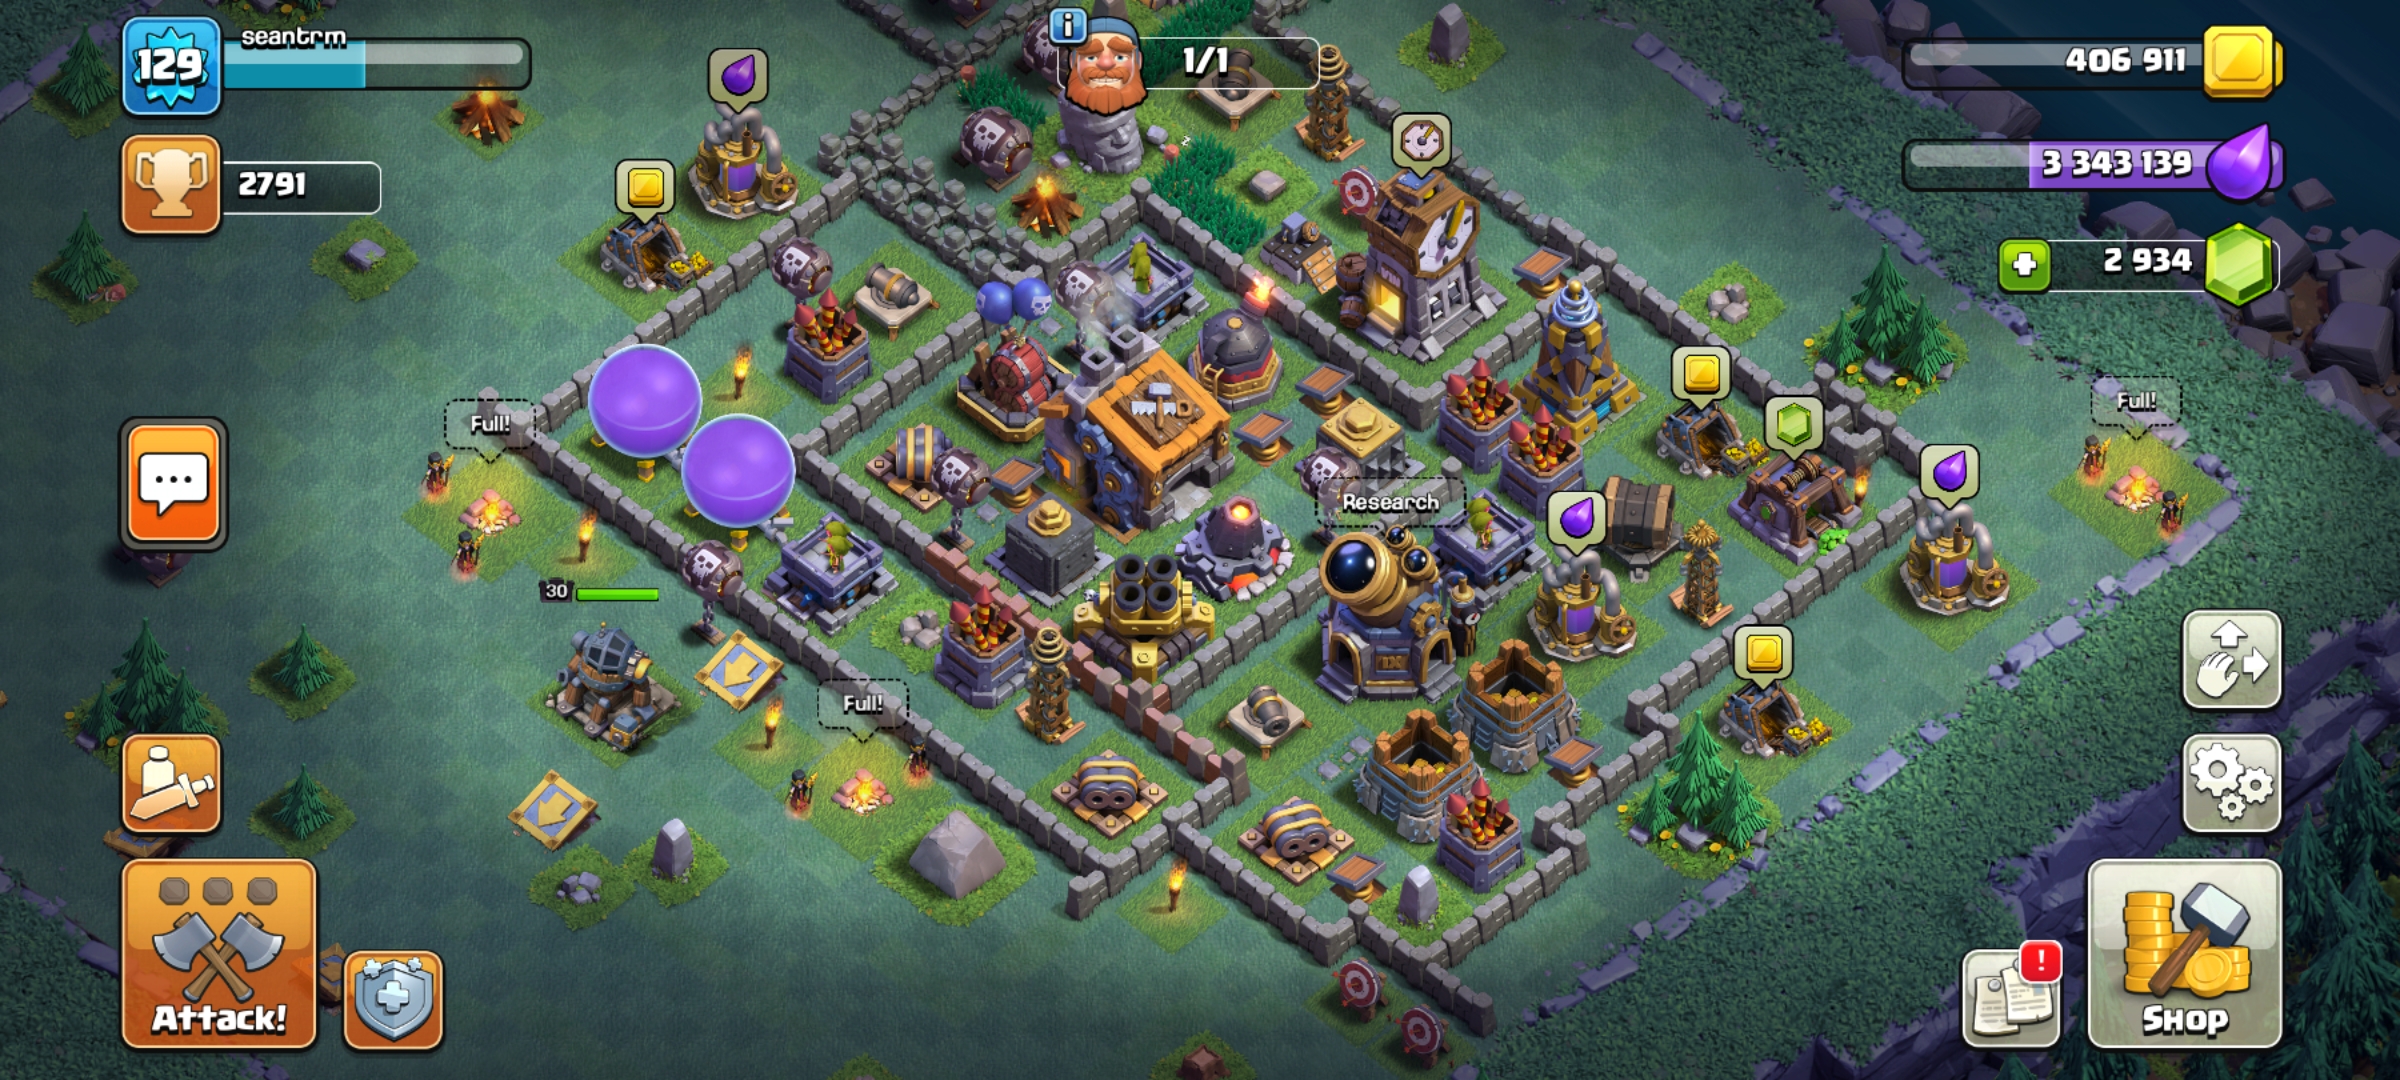 129
seantrm
1/1
406 911
2791
3 343 139
2 934
Full!
Full!
Research
30
Full!
Attack!
!
Shop